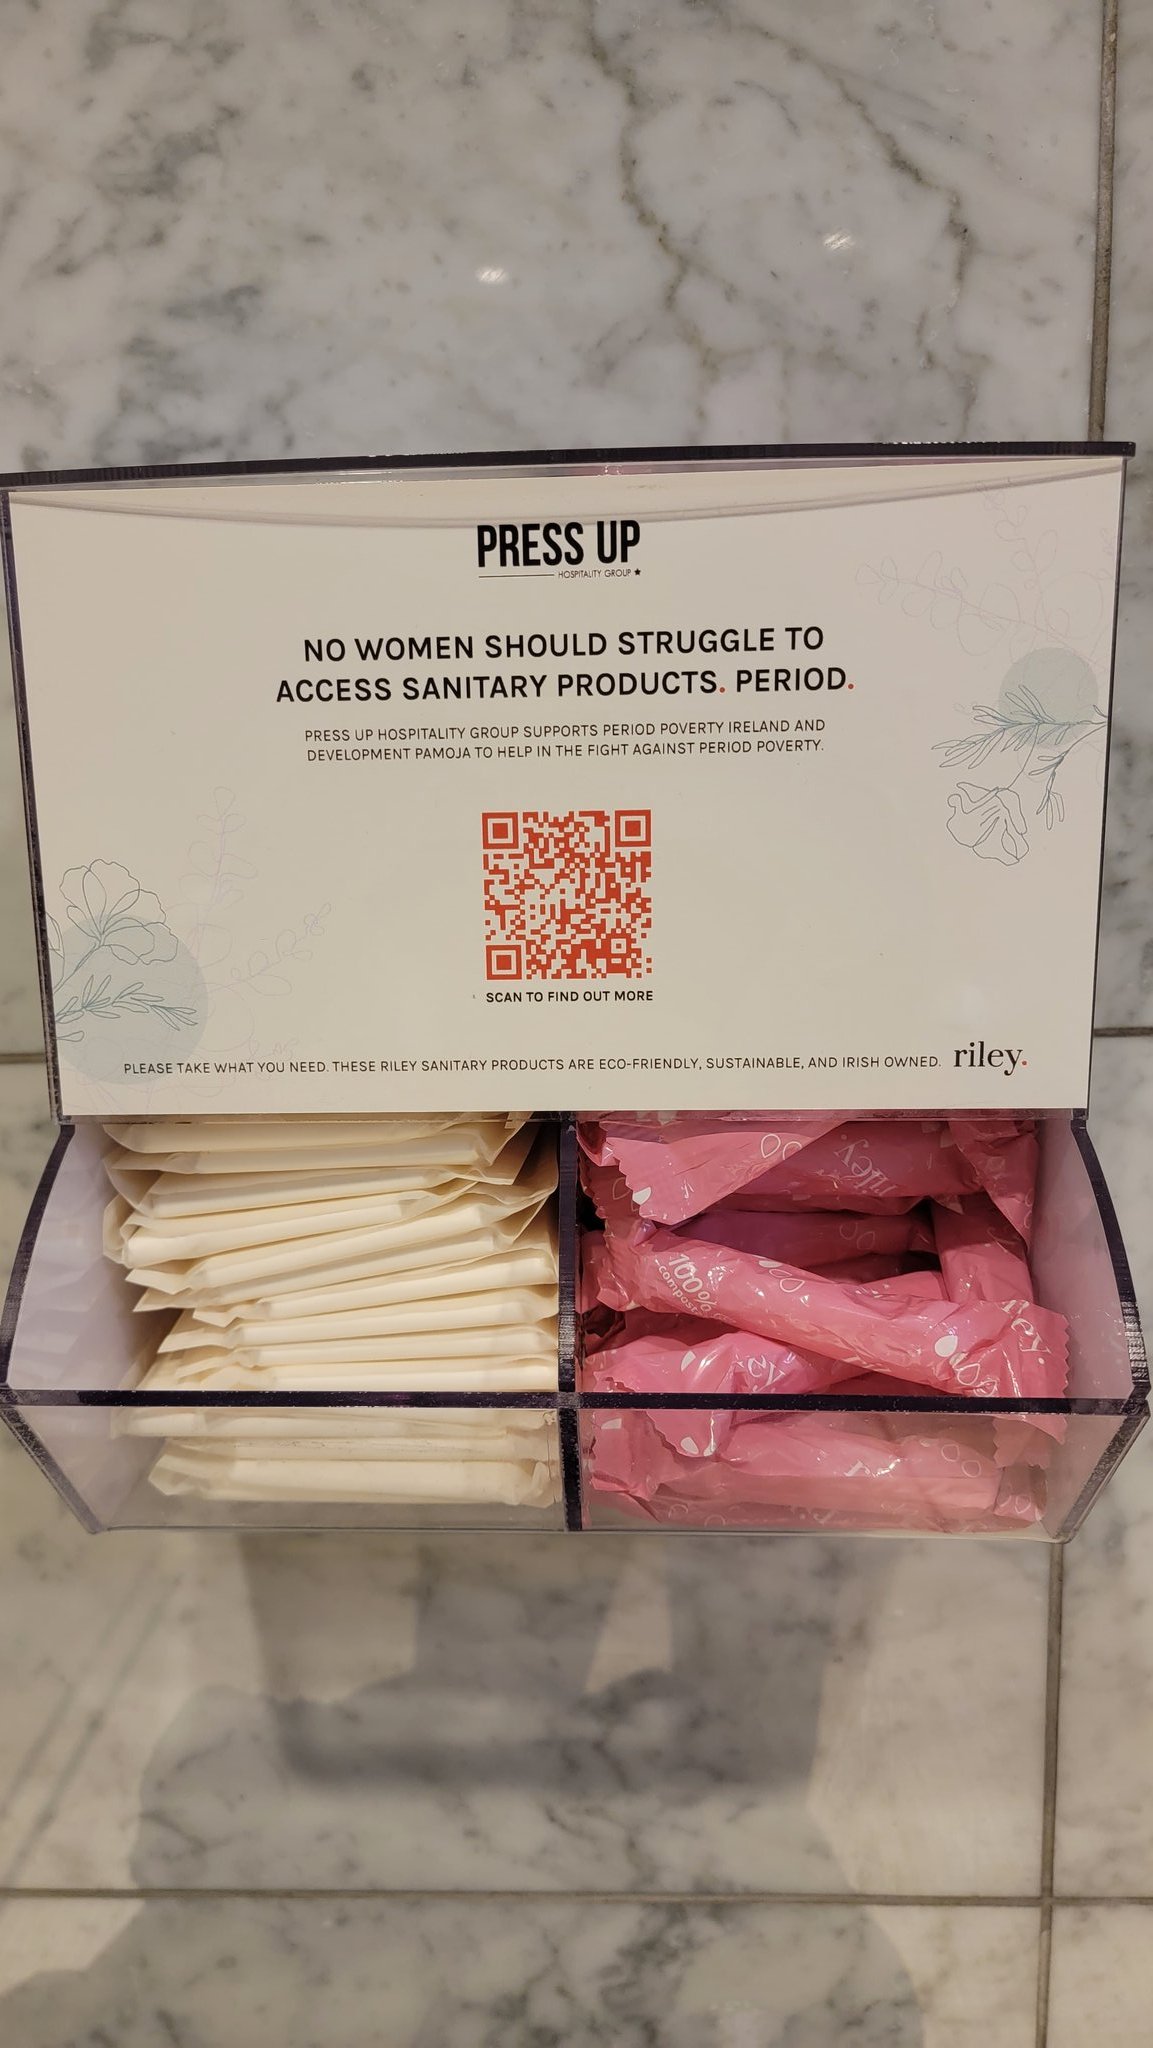 PRESS UP
HOSPITALITY GROUP
NO WOMEN SHOULD STRUGGLE TO
ACCESS SANITARY PRODUCTS. PERIOD.
PRESS UP HOSPITALITY GROUP SUPPORTS PERIOD POVERTY IRELAND AND
DEVELOPMENT PAMOJA TO HELP IN THE FIGHT AGAINST PERIOD POVERTY.
SCAN TO FIND OUT MORE
PLEASE TAKE WHAT YOU NEED. THESE RILEY SANITARY PRODUCTS ARE ECO-FRIENDLY, SUSTAINABLE, AND IRISH OWNED. riley.
riley.
100%